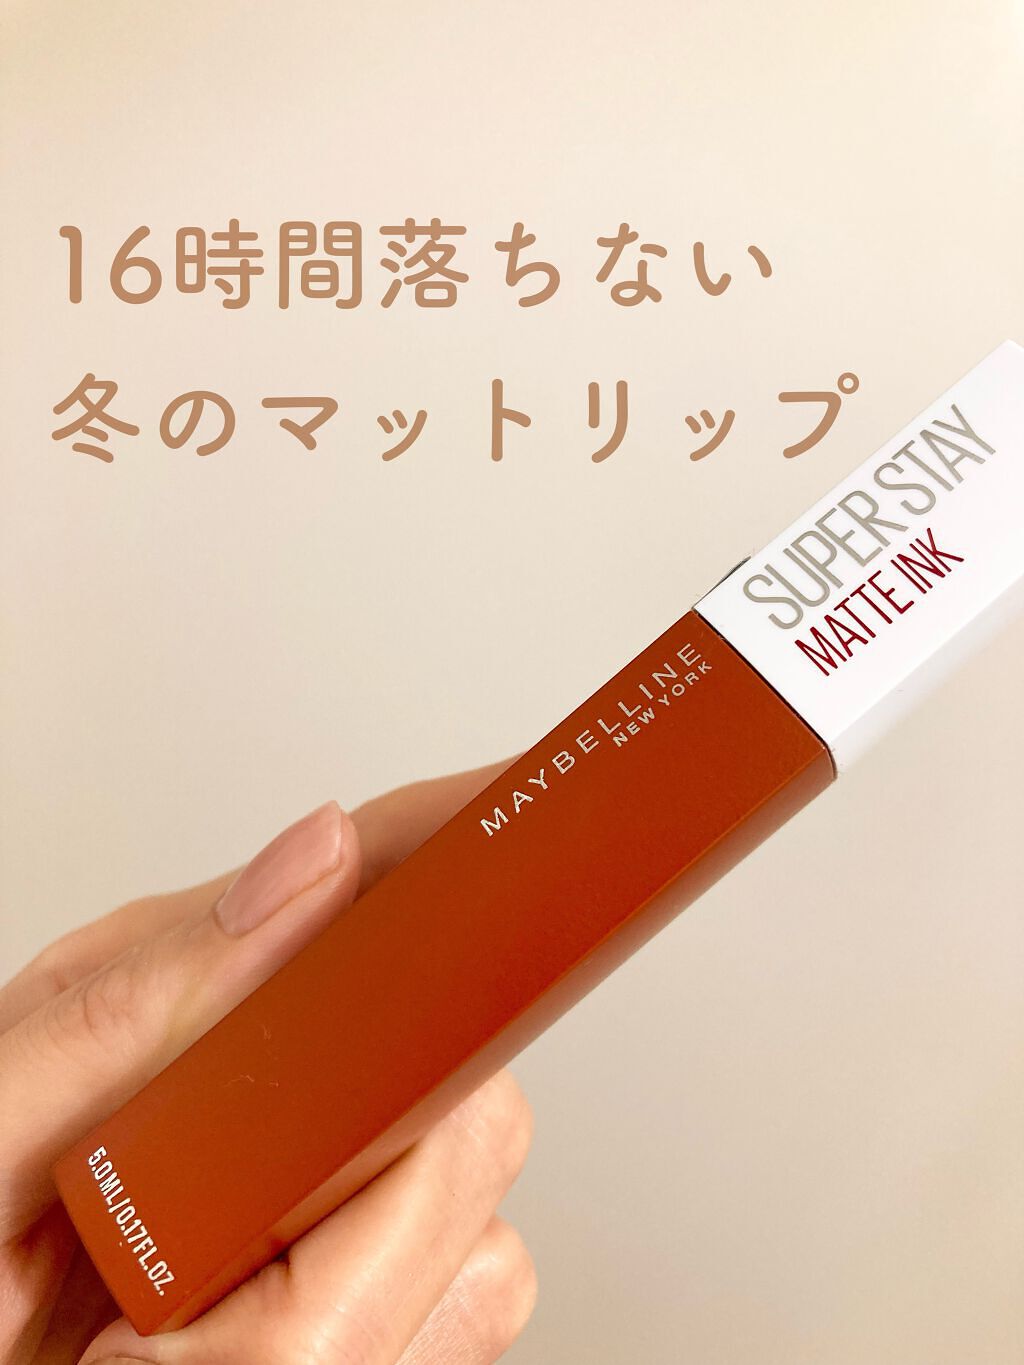 16時間落ちない
冬のマットリップ
SUPER STAY
MATTE INK
MAYBELLINE
NEW YORK
5.0ML/0.17FL.OZ.